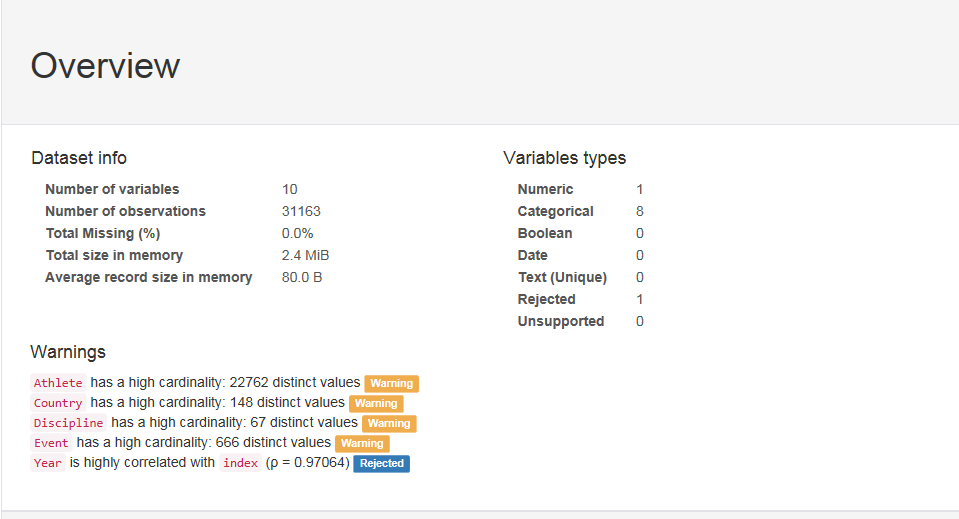 Overview
Dataset info
Number of variables 10
Number of observations 31163
Total Missing (%) 0.0%
Total size in memory 2.4 MiB
Average record size in memory 80.0 B
Variables types
Numeric 1
Categorical 8
Boolean 0
Date 0
Text (Unique) 0
Rejected 1
Unsupported 0
Warnings
Athlete has a high cardinality: 22762 distinct values Warning
Country has a high cardinality: 148 distinct values Warning
Discipline has a high cardinality: 67 distinct values Warning
Event has a high cardinality: 666 distinct values Warning
Year is highly correlated with index (ρ = 0.97064) Rejected